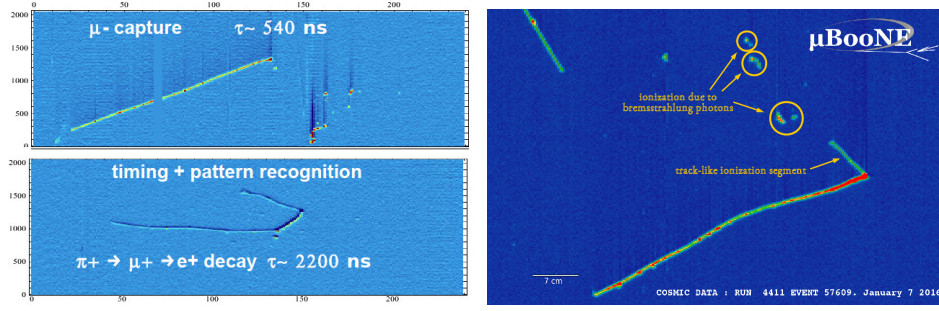 0 50 100 150 200
2000
1500
1000
500
0
μ- capture τ~ 540 ns
2000
1500
1000
500
0
timing + pattern recognition
π+ → μ+ → e+ decay τ~ 2200 ns
0 50 100 150 200
μBooNE
ionization due to
bremsstrahlung photons
track-like ionization segment
7 cm
COSMIC DATA : RUN 4411 EVENT 57609. January 7 2016